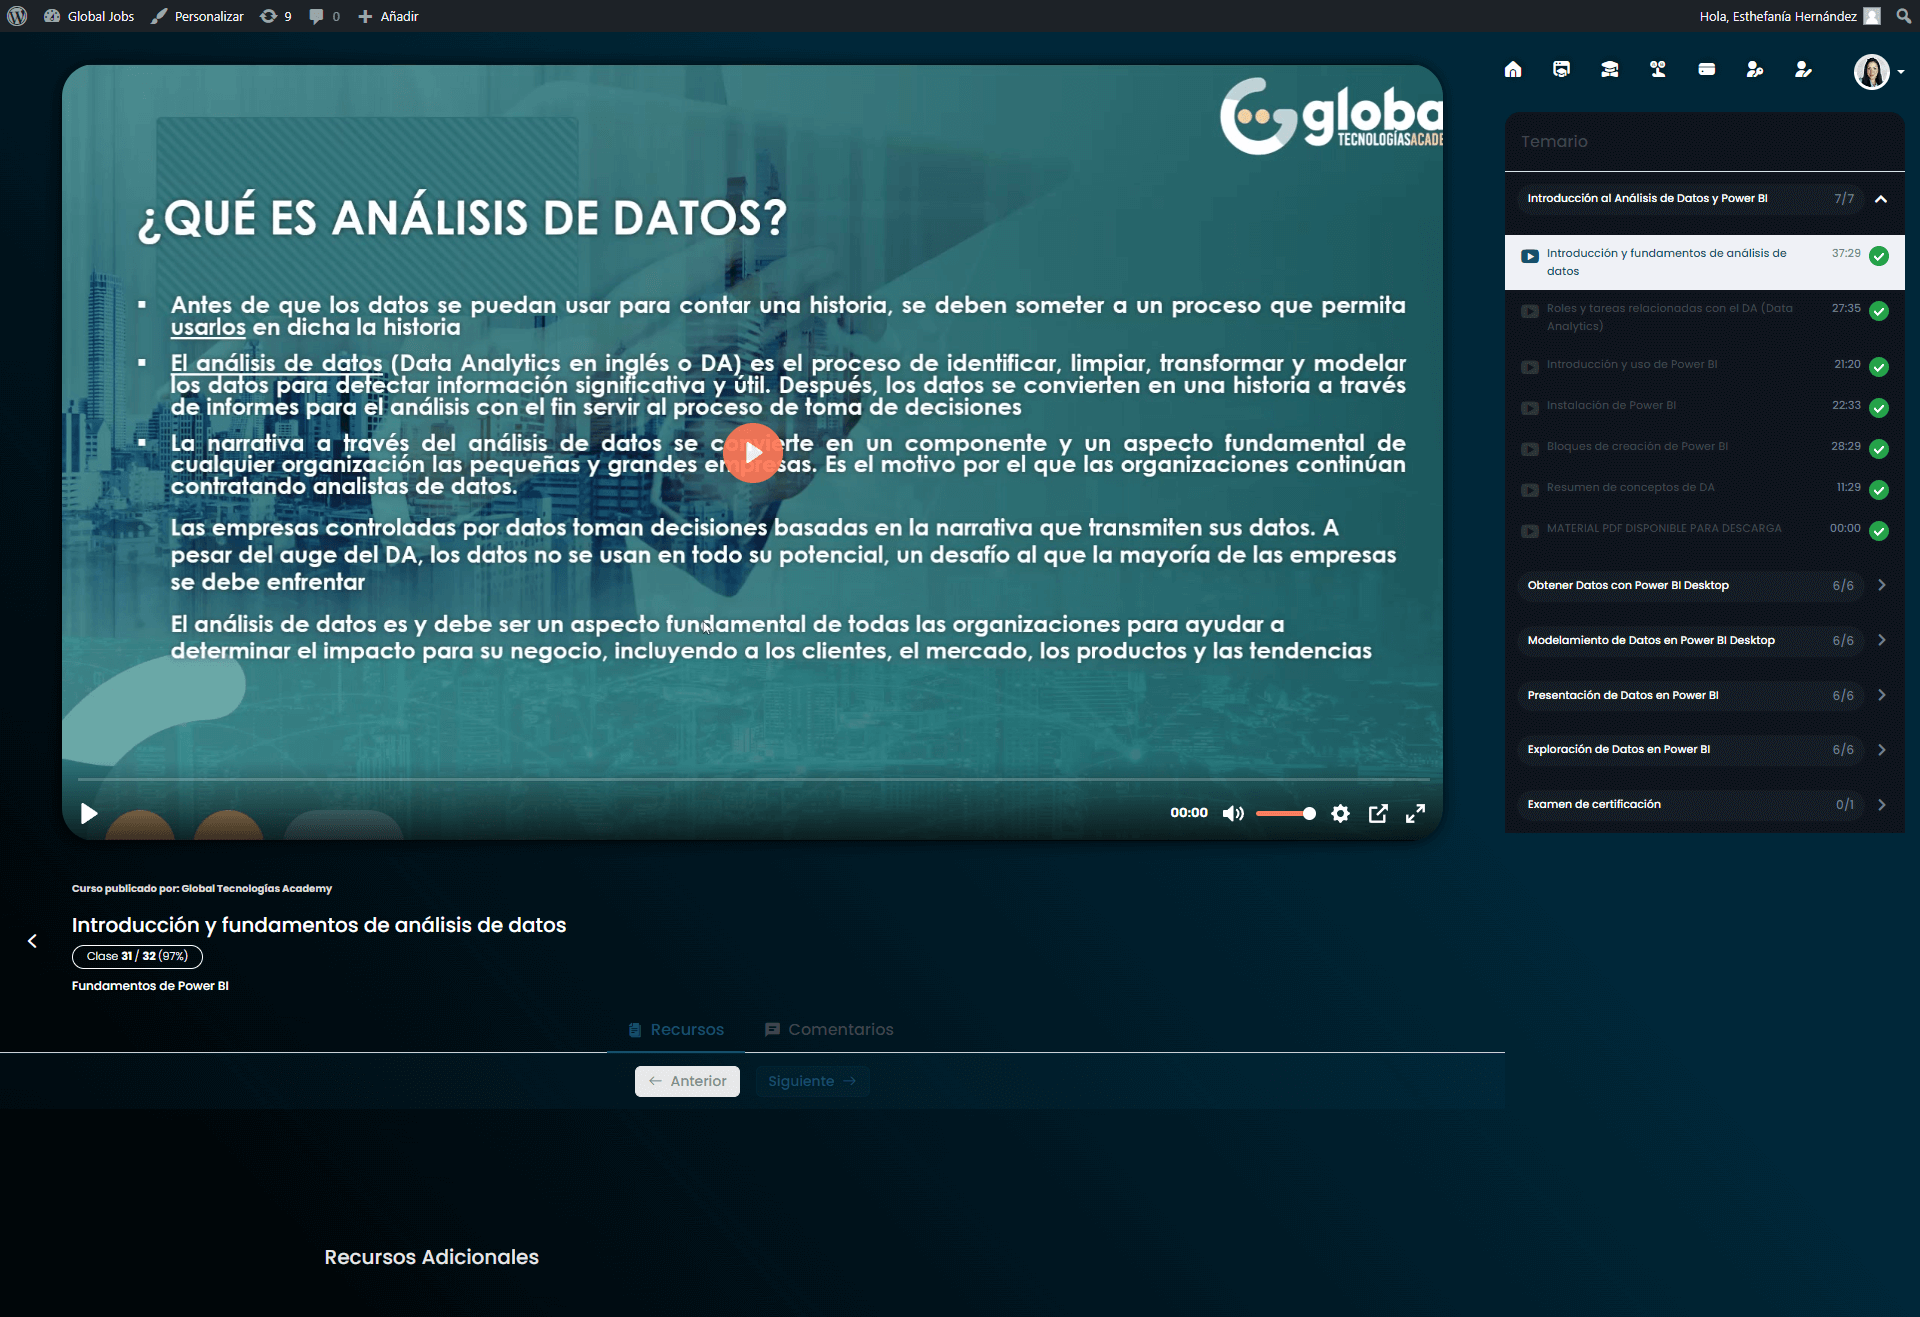 Global Jobs
Personalizar
9
0
Añadir
Hola, Esthefanía Hernández
globa
TECNOLOGÍASACADE
¿QUÉ ES ANÁLISIS DE DATOS?
▪ Antes de que los datos se puedan usar para contar una historia, se deben someter a un proceso que permita
usarlos en dicha la historia
▪ El análisis de datos (Data Analytics en inglés o DA) es el proceso de identificar, limpiar, transformar y modelar
los datos para detectar información significativa y útil. Después, los datos se convierten en una historia a través
de informes para el análisis con el fin servir al proceso de toma de decisiones
▪ La narrativa a través del análisis de datos se convierte en un componente y un aspecto fundamental de
cualquier organización las pequeñas y grandes empresas. Es el motivo por el que las organizaciones continúan
contratando analistas de datos.
Las empresas controladas por datos toman decisiones basadas en la narrativa que transmiten sus datos. A
pesar del auge del DA, los datos no se usan en todo su potencial, un desafío al que la mayoría de las empresas
se debe enfrentar
El análisis de datos es y debe ser un aspecto fundamental de todas las organizaciones para ayudar a
determinar el impacto para su negocio, incluyendo a los clientes, el mercado, los productos y las tendencias
00:00
Curso publicado por: Global Tecnologías Academy
Introducción y fundamentos de análisis de datos
Clase 31 / 32 (97%)
Fundamentos de Power BI
Recursos
Comentarios
← Anterior
Siguiente →
Recursos Adicionales
Temario
Introducción al Análisis de Datos y Power BI 7/7
Introducción y fundamentos de análisis de 37:29
datos
Roles y tareas relacionadas con el DA (Data 27:35
Analytics)
Introducción y uso de Power BI 21:20
Instalación de Power BI 22:33
Bloques de creación de Power BI 28:29
Resumen de conceptos de DA 11:29
MATERIAL PDF DISPONIBLE PARA DESCARGA 00:00
Obtener Datos con Power BI Desktop 6/6
Modelamiento de Datos en Power BI Desktop 6/6
Presentación de Datos en Power BI 6/6
Exploración de Datos en Power BI 6/6
Examen de certificación 0/1